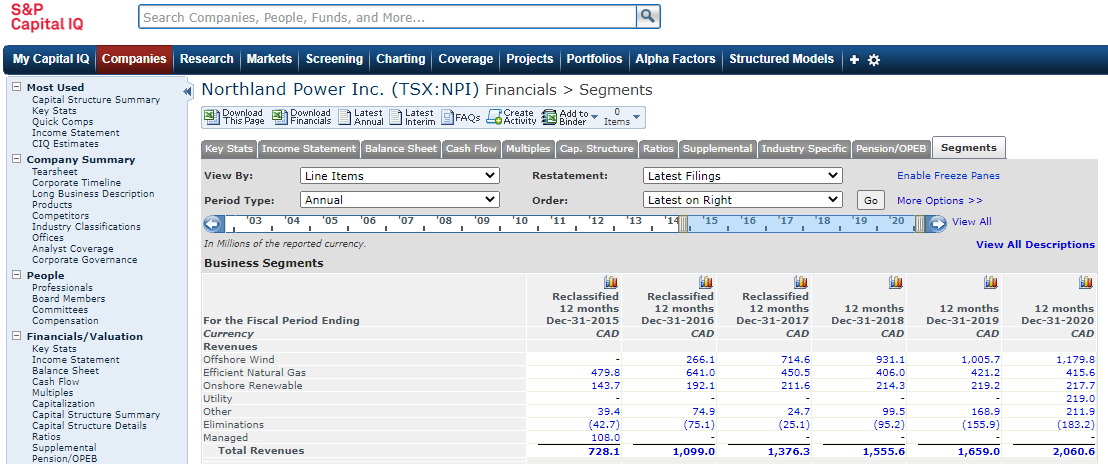 S&P
Capital IQ
Search Companies, People, Funds, and More...
My Capital IQ Companies Research Markets Screening Charting Coverage Projects Portfolios Alpha Factors Structured Models
Most Used
Capital Structure Summary
Key Stats
Quick Comps
Income Statement
CIQ Estimates
Company Summary
Tearsheet
Corporate Timeline
Long Business Description
Products
Competitors
Industry Classifications
Offices
Analyst Coverage
Corporate Governance
People
Professionals
Board Members
Committees
Compensation
Financials/Valuation
Key Stats
Income Statement
Balance Sheet
Cash Flow
Multiples
Capitalization
Capital Structure Summary
Capital Structure Details
Ratios
Supplemental
Pension/OPEB
Northland Power Inc. (TSX:NPI) Financials > Segments
Download This Page Download Financials Latest Annual Latest Interim FAQs Create Activity Add to Binder 0 Items
Key Stats Income Statement Balance Sheet Cash Flow Multiples Cap. Structure Ratios Supplemental Industry Specific Pension/OPEB Segments
View By: Line Items Restatement: Latest Filings Enable Freeze Panes
Period Type: Annual Order: Latest on Right Go More Options >>
'03 '04 '05 '06 '07 '08 '09 '10 '11 '12 '13 '14 '15 '16 '17 '18 '19 '20 View All
In Millions of the reported currency. View All Descriptions
Business Segments
Reclassified Reclassified Reclassified
12 months 12 months 12 months 12 months 12 months 12 months
For the Fiscal Period Ending Dec-31-2015 Dec-31-2016 Dec-31-2017 Dec-31-2018 Dec-31-2019 Dec-31-2020
Currency CAD CAD CAD CAD CAD CAD
Revenues
Offshore Wind - 266.1 714.6 931.1 1,005.7 1,179.8
Efficient Natural Gas 479.8 641.0 450.5 406.0 421.2 415.6
Onshore Renewable 143.7 192.1 211.6 214.3 219.2 217.7
Utility - - - - - 219.0
Other 39.4 74.9 24.7 99.5 168.9 211.9
Eliminations (42.7) (75.1) (25.1) (95.2) (155.9) (183.2)
Managed 108.0 - - - - -
Total Revenues 728.1 1,099.0 1,376.3 1,555.6 1,659.0 2,060.6